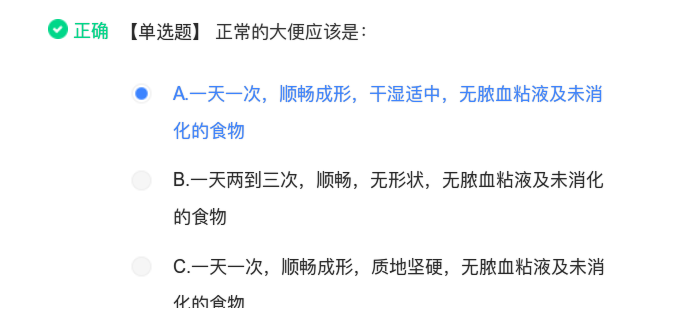 正确 【单选题】 正常的大便应该是：
A.一天一次，顺畅成形，干湿适中，无脓血粘液及未消
化的食物
B.一天两到三次，顺畅，无形状，无脓血粘液及未消化
的食物
C.一天一次，顺畅成形，质地坚硬，无脓血粘液及未消
化的食物